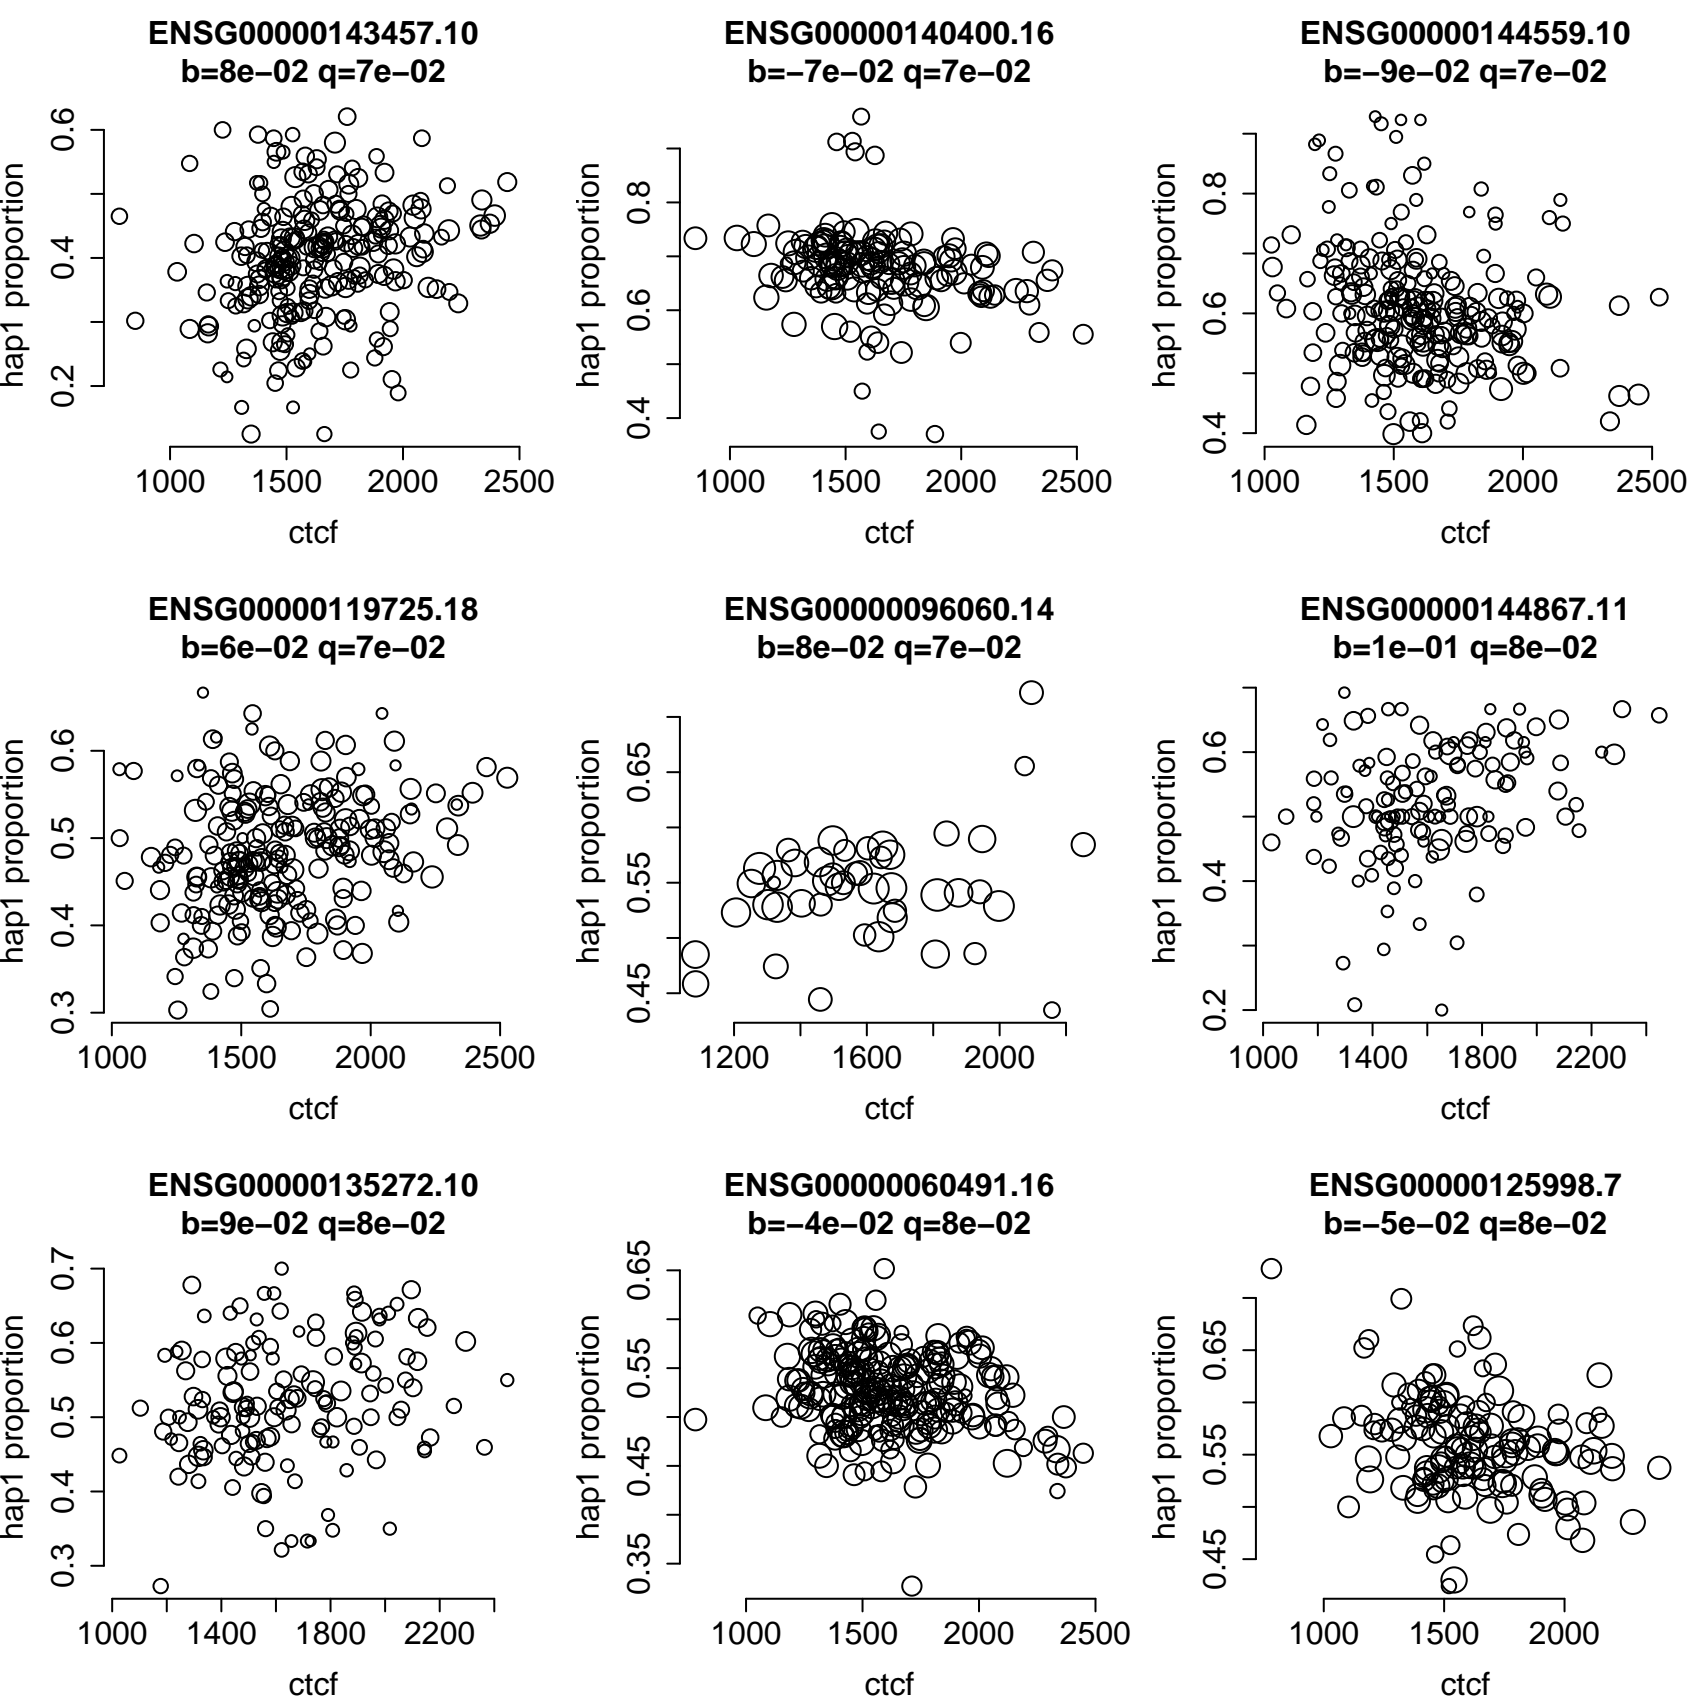 ENSG00000143457.10
b=8e−02 q=7e−02
hap1 proportion
0.2
0.4
0.6
1000 1500 2000 2500
ctcf
ENSG00000140400.16
b=−7e−02 q=7e−02
hap1 proportion
0.4
0.6
0.8
1000 1500 2000 2500
ctcf
ENSG00000144559.10
b=−9e−02 q=7e−02
hap1 proportion
0.4
0.6
0.8
1000 1500 2000 2500
ctcf
ENSG00000119725.18
b=6e−02 q=7e−02
hap1 proportion
0.3
0.4
0.5
0.6
1000 1500 2000 2500
ctcf
ENSG00000096060.14
b=8e−02 q=7e−02
hap1 proportion
0.45
0.55
0.65
1200 1600 2000
ctcf
ENSG00000144867.11
b=1e−01 q=8e−02
hap1 proportion
0.2
0.4
0.6
1000 1400 1800 2200
ctcf
ENSG00000135272.10
b=9e−02 q=8e−02
hap1 proportion
0.3
0.4
0.5
0.6
0.7
1000 1400 1800 2200
ctcf
ENSG00000060491.16
b=−4e−02 q=8e−02
hap1 proportion
0.35
0.45
0.55
0.65
1000 1500 2000 2500
ctcf
ENSG00000125998.7
b=−5e−02 q=8e−02
hap1 proportion
0.45
0.55
0.65
1000 1500 2000
ctcf